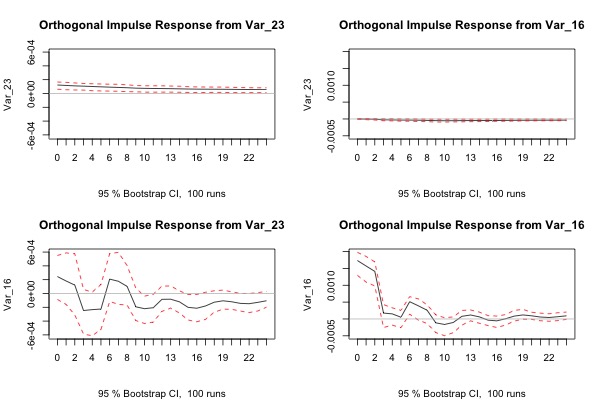 Orthogonal Impulse Response from Var_23
Var_23
6e-04
0e+00
-6e-04
0 2 4 6 8 10 13 16 19 22
95 % Bootstrap CI, 100 runs
Orthogonal Impulse Response from Var_16
Var_23
0.0010
-0.0005
0 2 4 6 8 10 13 16 19 22
95 % Bootstrap CI, 100 runs
Orthogonal Impulse Response from Var_23
Var_16
6e-04
0e+00
-6e-04
0 2 4 6 8 10 13 16 19 22
95 % Bootstrap CI, 100 runs
Orthogonal Impulse Response from Var_16
Var_16
0.0010
-0.0005
0 2 4 6 8 10 13 16 19 22
95 % Bootstrap CI, 100 runs